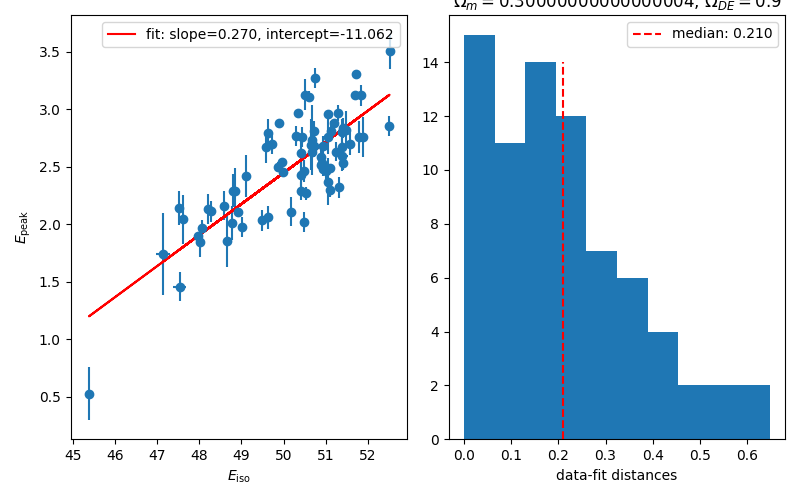 Ω_m = 0.30000000000000004, Ω_DE = 0.9
fit: slope=0.270, intercept=-11.062
median: 0.210
3.5
3.0
2.5
2.0
1.5
1.0
0.5
E_peak
45 46 47 48 49 50 51 52
E_iso
14
12
10
8
6
4
2
0
0.0 0.1 0.2 0.3 0.4 0.5 0.6
data-fit distances